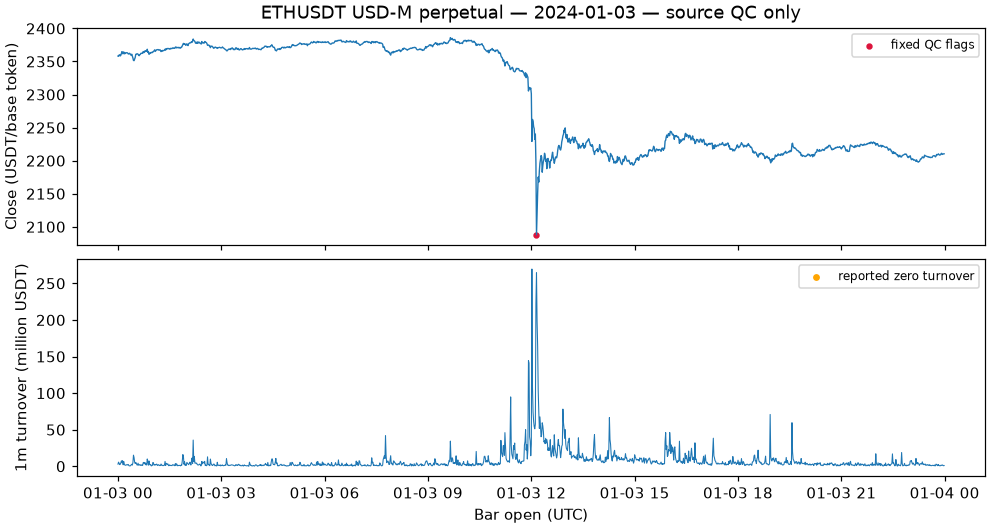 ETHUSDT USD-M perpetual — 2024-01-03 — source QC only
Close (USDT/base token)
2400
2350
2300
2250
2200
2150
2100
fixed QC flags
1m turnover (million USDT)
250
200
150
100
50
0
reported zero turnover
01-03 00 01-03 03 01-03 06 01-03 09 01-03 12 01-03 15 01-03 18 01-03 21 01-04 00
Bar open (UTC)